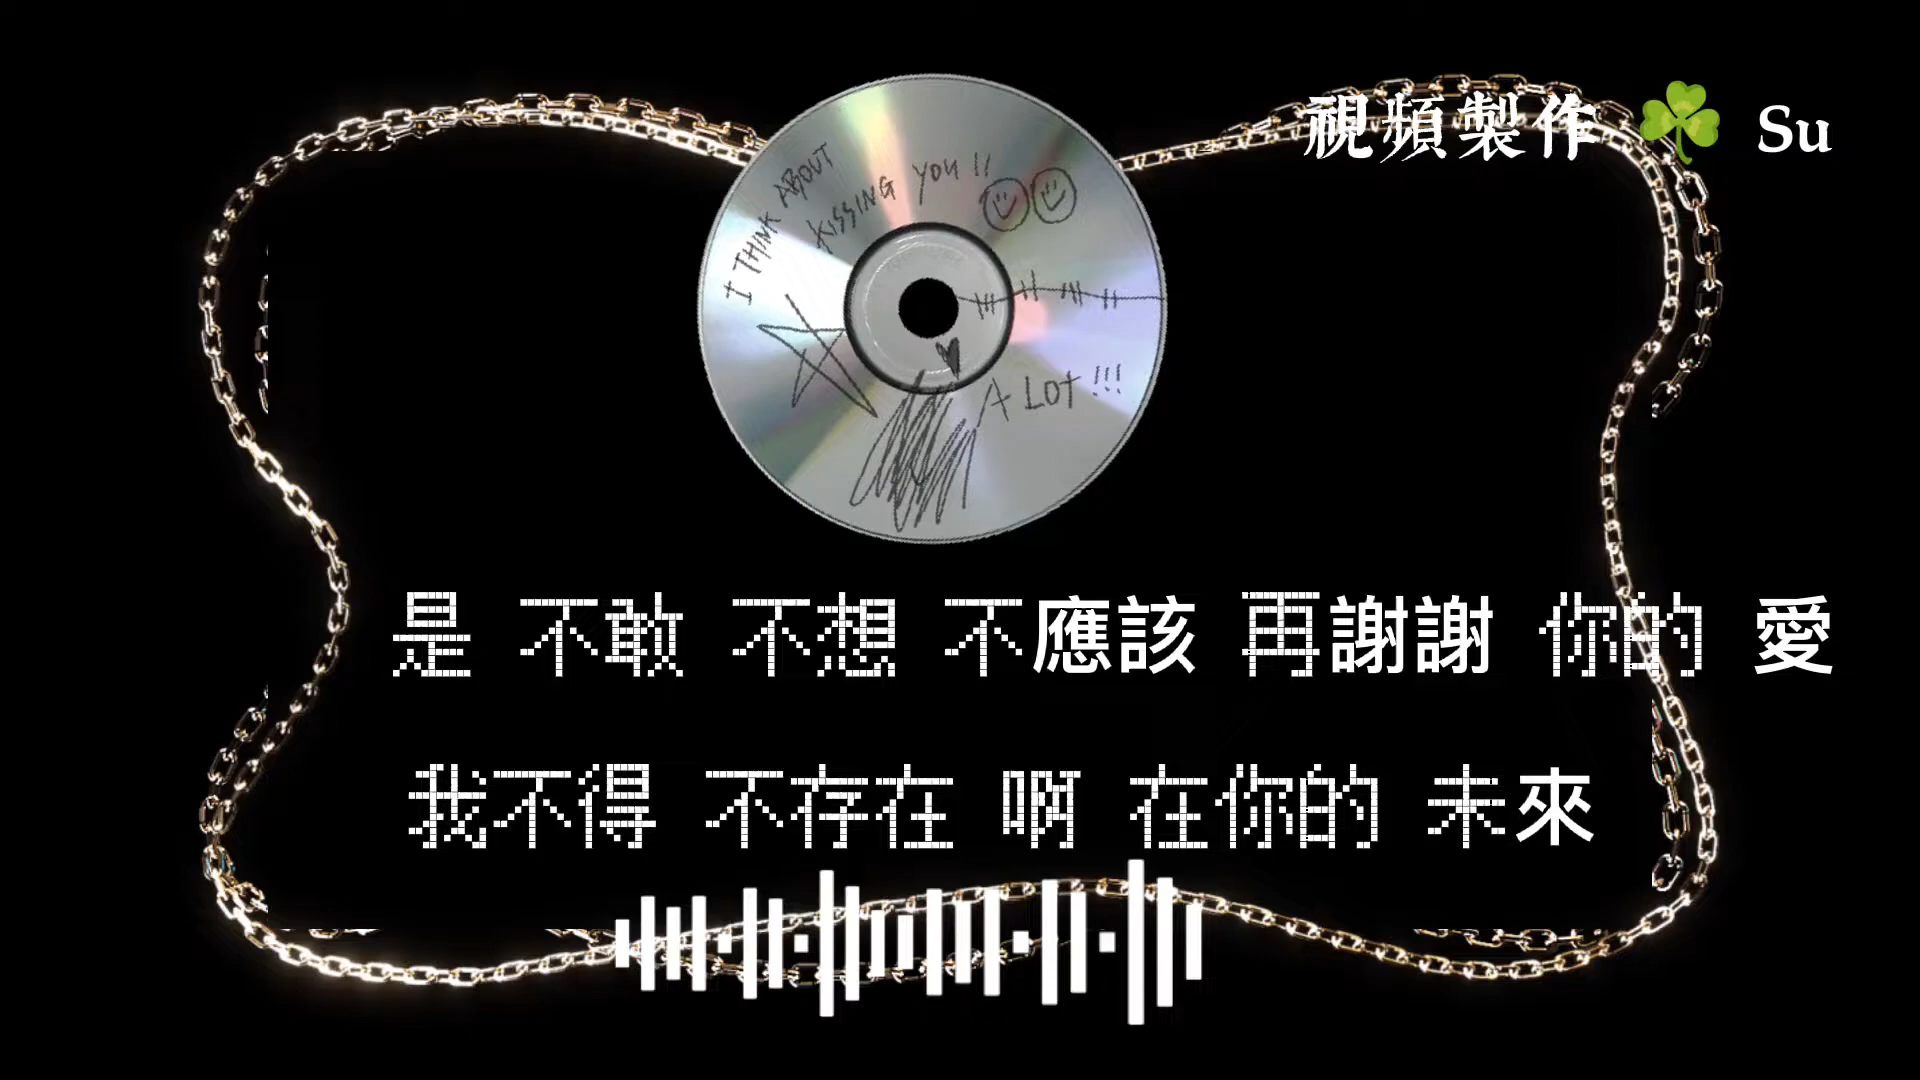 視頻製作 ☘️ Su
I THINK ABOUT
KISSING YOU !!
A LOT !!!
是 不敢 不想 不應該 再謝謝 你的 愛
我不得 不存在 啊 在你的 未來